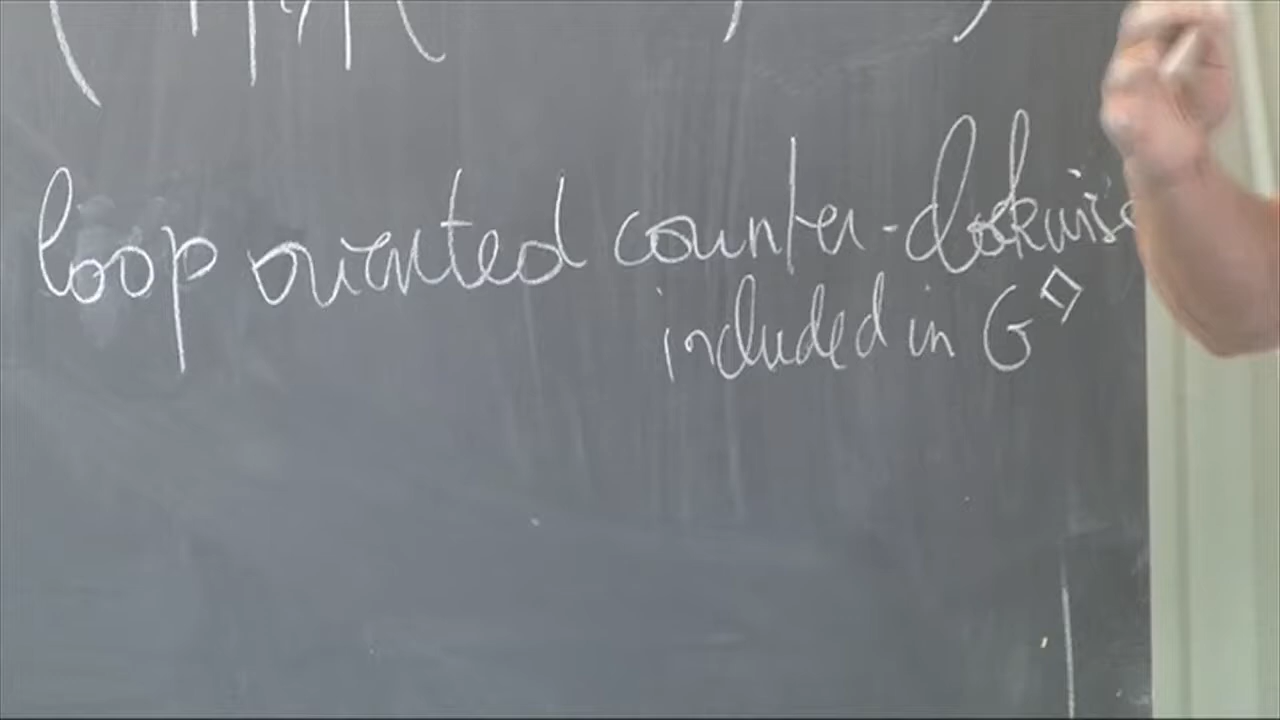 loop oriented counter-clockwise
included in G^◇